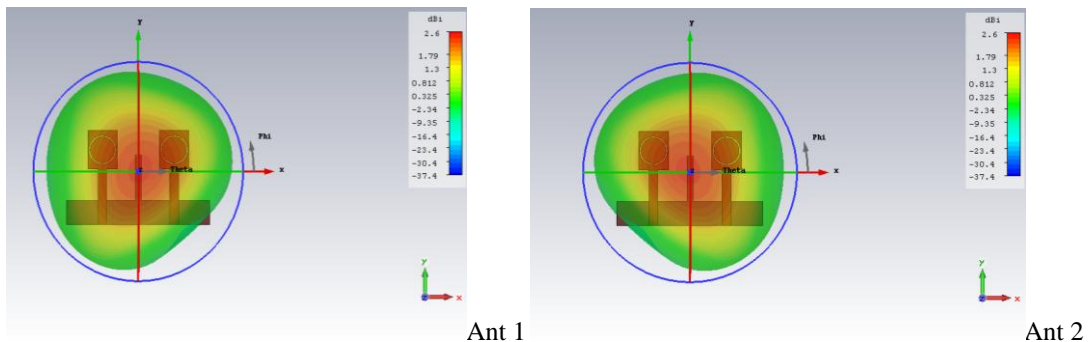 dBi
2.6
1.79
1.3
0.812
0.325
-2.34
-9.35
-16.4
-23.4
-30.4
-37.4
y
Phi
x
z Theta
y
x
z
Ant 1
dBi
2.6
1.79
1.3
0.812
0.325
-2.34
-9.35
-16.4
-23.4
-30.4
-37.4
y
Phi
x
z Theta
y
x
z
Ant 2